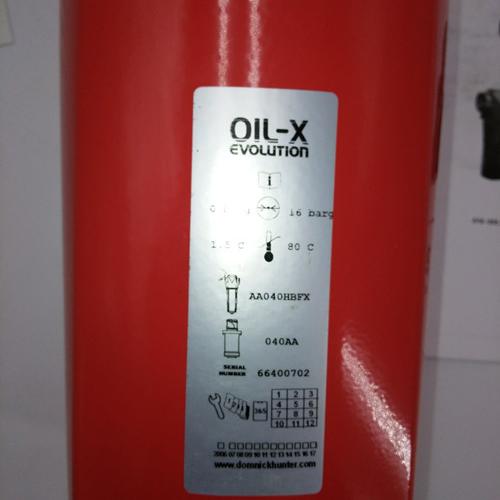 OIL-X
EVOLUTION
i
16 barg
1.5 C 80 C
AA040HBFX
040AA
SERIAL
NUMBER 66400702
365
1 2 3
4 5 6
7 8 9
10 11 12
2006 07 08 09 10 11 12 13 14 15 16 17
www.domnickhunter.com